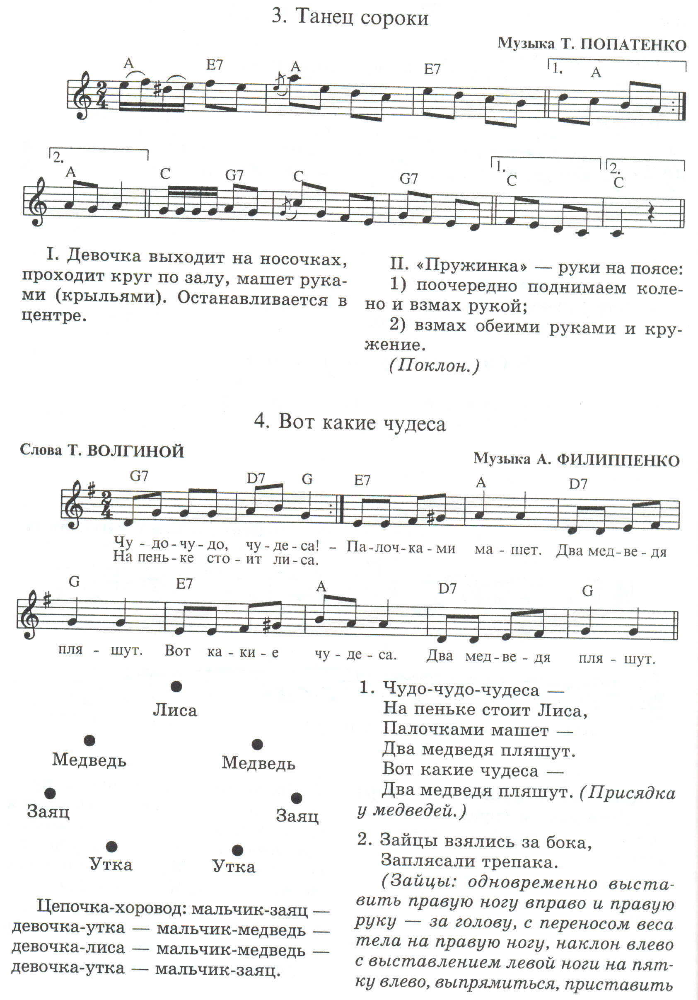 3. Танец сороки
Музыка Т. ПОПАТЕНКО
A E7 A E7 1. A
2. A C G7 C G7 1. C 2. C
I. Девочка выходит на носочках,
проходит круг по залу, машет рука-
ми (крыльями). Останавливается в
центре.
II. «Пружинка» — руки на поясе:
1) поочередно поднимаем коле-
но и взмах рукой;
2) взмах обеими руками и кру-
жение.
(Поклон.)
4. Вот какие чудеса
Слова Т. ВОЛГИНОЙ
Музыка А. ФИЛИППЕНКО
G7 D7 G E7 A D7
Чу - до - чу - до, чу - де - са! - Па - лоч - ка - ми ма - шет. Два мед - ве - дя
На пень - ке сто - ит ли - са.
G E7 A D7 G
пля - шут. Вот ка - ки - е чу - де - са. Два мед - ве - дя пля - шут.
Лиса
Медведь Медведь
Заяц Заяц
Утка Утка
Цепочка-хоровод: мальчик-заяц —
девочка-утка — мальчик-медведь —
девочка-лиса — мальчик-медведь —
девочка-утка — мальчик-заяц.
1. Чудо-чудо-чудеса —
На пеньке стоит Лиса,
Палочками машет —
Два медведя пляшут.
Вот какие чудеса —
Два медведя пляшут. (Присядка
у медведей.)
2. Зайцы взялись за бока,
Заплясали трепака.
(Зайцы: одновременно выста-
вить правую ногу вправо и правую
руку — за голову, с переносом веса
тела на правую ногу, наклон влево
с выставлением левой ноги на пят-
ку влево, выпрямиться, приставить